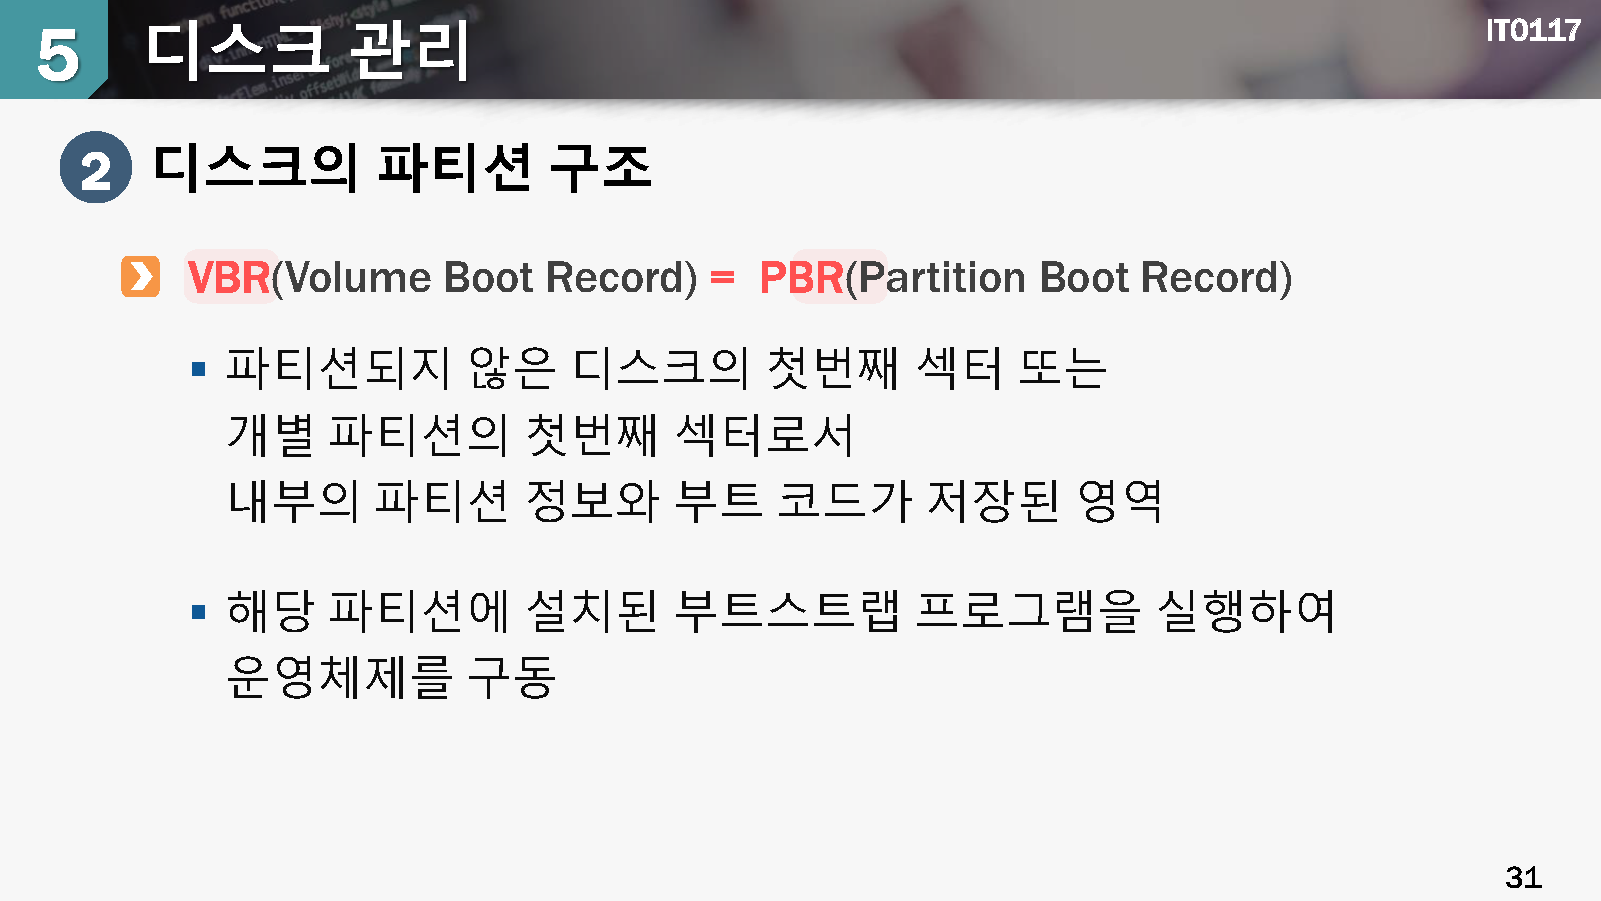 5 디스크 관리
IT0117
2 디스크의 파티션 구조
VBR(Volume Boot Record) = PBR(Partition Boot Record)
▪ 파티션되지 않은 디스크의 첫번째 섹터 또는
개별 파티션의 첫번째 섹터로서
내부의 파티션 정보와 부트 코드가 저장된 영역
▪ 해당 파티션에 설치된 부트스트랩 프로그램을 실행하여
운영체제를 구동
31